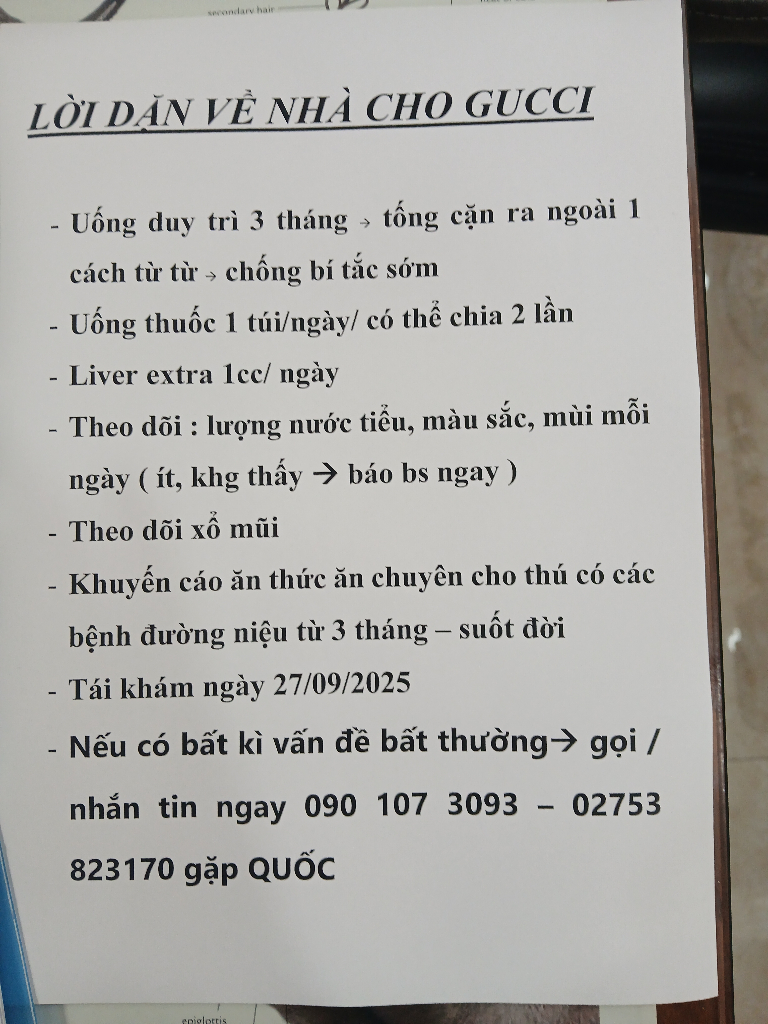 secondary hair
LỜI DẶN VỀ NHÀ CHO GUCCI
- Uống duy trì 3 tháng → tống cặn ra ngoài 1
cách từ từ → chống bí tắc sớm
- Uống thuốc 1 túi/ngày/ có thể chia 2 lần
- Liver extra 1cc/ ngày
- Theo dõi : lượng nước tiểu, màu sắc, mùi mỗi
ngày ( ít, khg thấy → báo bs ngay )
- Theo dõi xổ mũi
- Khuyến cáo ăn thức ăn chuyên cho thú có các
bệnh đường niệu từ 3 tháng – suốt đời
- Tái khám ngày 27/09/2025
- Nếu có bất kì vấn đề bất thường→ gọi /
nhắn tin ngay 090 107 3093 – 02753
823170 gặp QUỐC
epiglottis